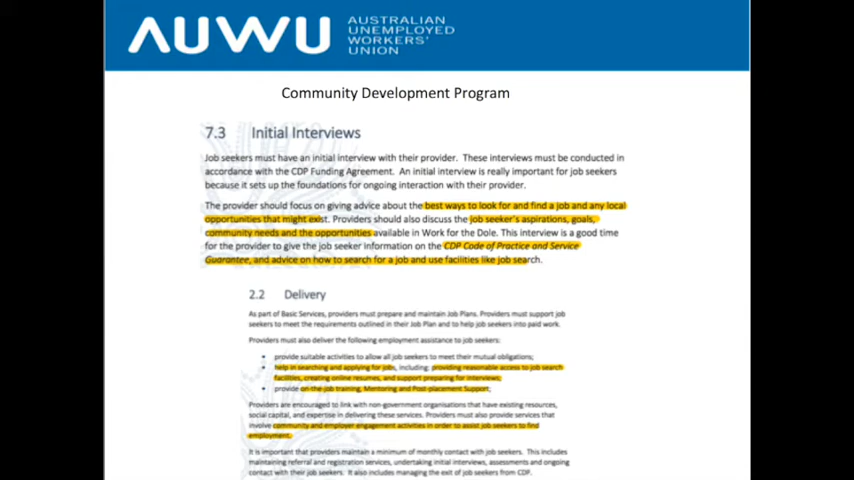 AUWU
AUSTRALIAN
UNEMPLOYED
WORKERS'
UNION
Community Development Program
7.3 Initial Interviews
Job seekers must have an initial interview with their provider. These interviews must be conducted in
accordance with the CDP Funding Agreement. An initial interview is really important for job seekers
because it sets up the foundations for ongoing interaction with their provider.
The provider should focus on giving advice about the best ways to look for and find a job and any local
opportunities that might exist. Providers should also discuss the job seeker's aspirations, goals,
community needs and the opportunities available in Work for the Dole. This interview is a good time
for the provider to give the job seeker information on the CDP Code of Practice and Service
Guarantee, and advice on how to search for a job and use facilities like job search.
2.2 Delivery
As part of Basic Services, providers must prepare and maintain Job Plans. Providers must support job
seekers to meet the requirements outlined in their Job Plan and to help job seekers into paid work.
Providers must also deliver the following employment assistance to job seekers:
• provide suitable activities to allow all job seekers to meet their mutual obligations;
• help in searching and applying for jobs, including: providing reasonable access to job search
facilities, creating online resumes, and support preparing for interviews;
• provide on-the-job training, Mentoring and Post-placement Support;
Providers are encouraged to link with non-government organisations that have existing resources,
social capital, and expertise in delivering these services. Providers must also provide services that
involve community and employer engagement activities in order to assist job seekers to find
employment.
It is important that providers maintain a minimum of monthly contact with job seekers. This includes
maintaining referral and registration services, undertaking initial interviews, assessments and ongoing
contact with their job seekers. It also includes managing the exit of job seekers from CDP.